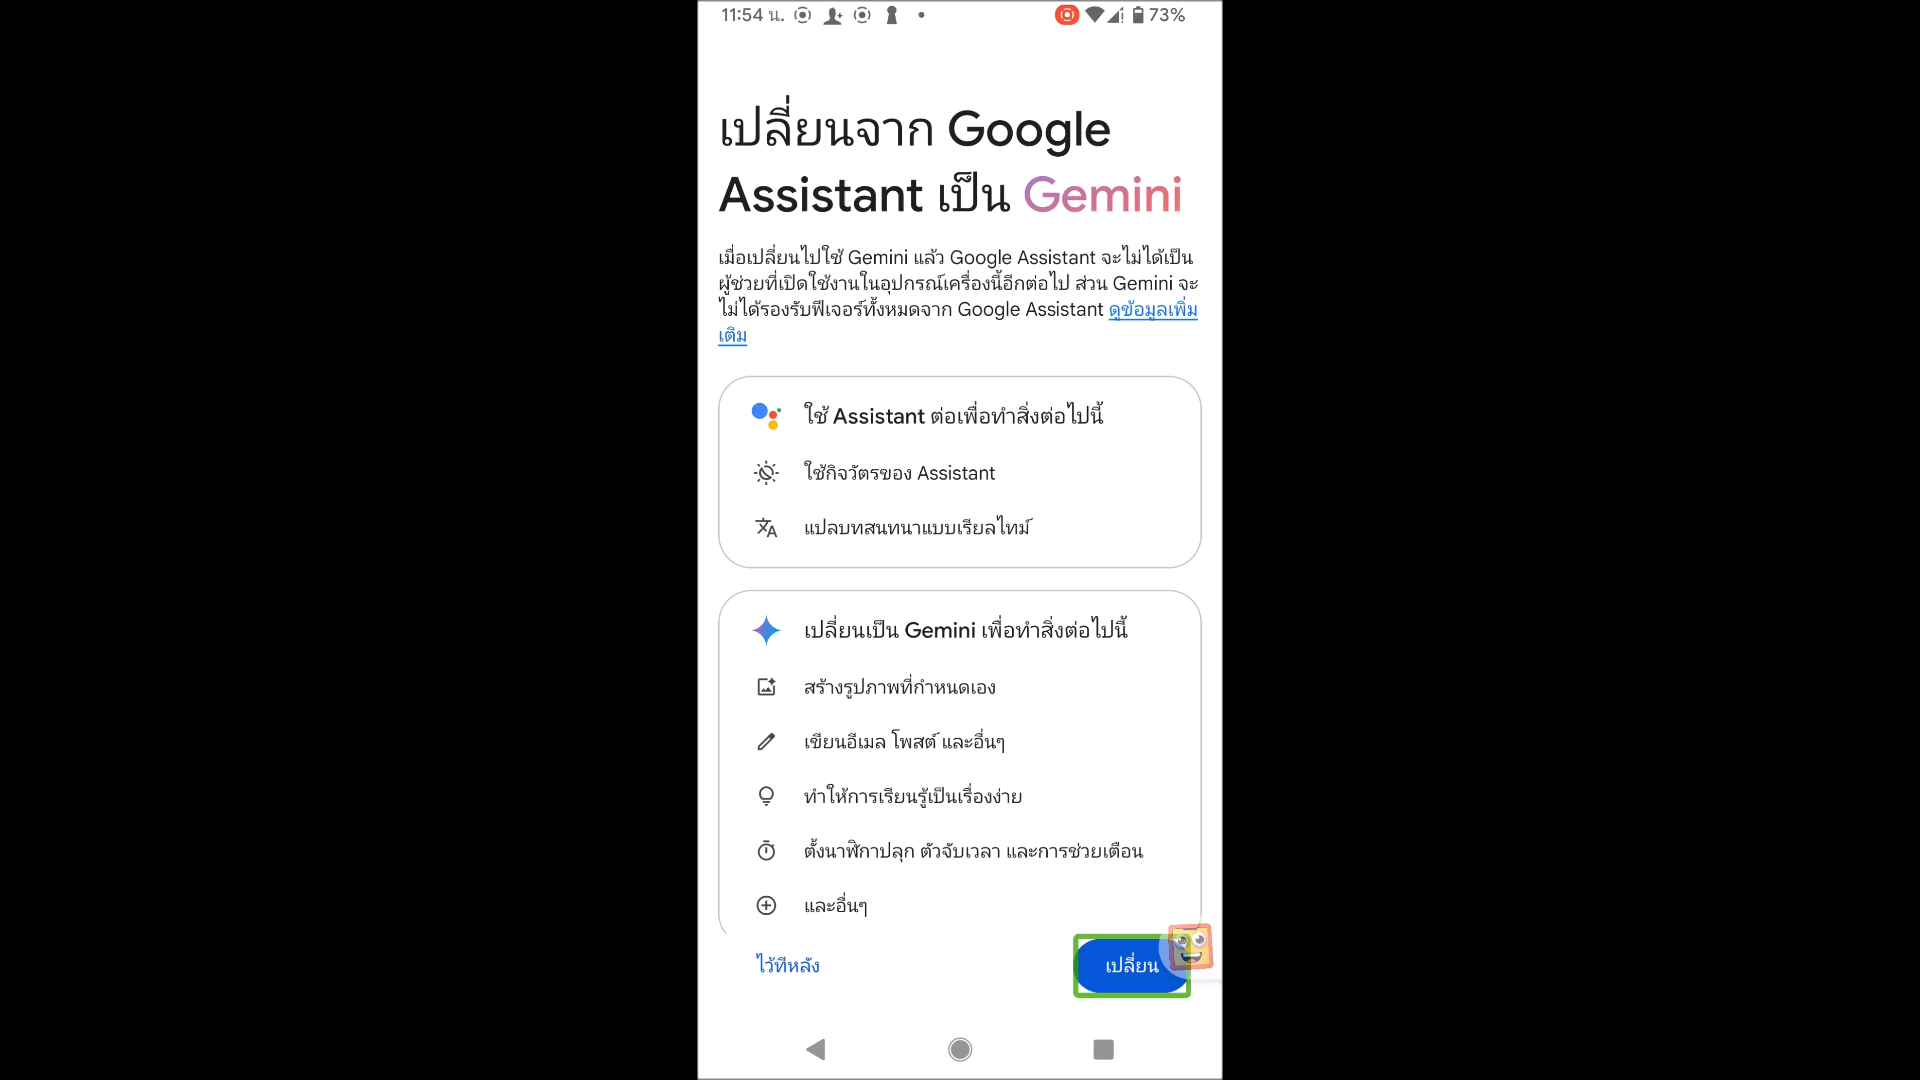 11:54 น.
73%
เปลี่ยนจาก Google
Assistant เป็น Gemini
เมื่อเปลี่ยนไปใช้ Gemini แล้ว Google Assistant จะไม่ได้เป็น
ผู้ช่วยที่เปิดใช้งานในอุปกรณ์เครื่องนี้อีกต่อไป ส่วน Gemini จะ
ไม่ได้รองรับฟีเจอร์ทั้งหมดจาก Google Assistant ดูข้อมูลเพิ่ม
เติม
ใช้ Assistant ต่อเพื่อทำสิ่งต่อไปนี้
ใช้กิจวัตรของ Assistant
แปลบทสนทนาแบบเรียลไทม์
เปลี่ยนเป็น Gemini เพื่อทำสิ่งต่อไปนี้
สร้างรูปภาพที่กำหนดเอง
เขียนอีเมล โพสต์ และอื่นๆ
ทำให้การเรียนรู้เป็นเรื่องง่าย
ตั้งนาฬิกาปลุก ตัวจับเวลา และการช่วยเตือน
และอื่นๆ
ไว้ทีหลัง
เปลี่ยน